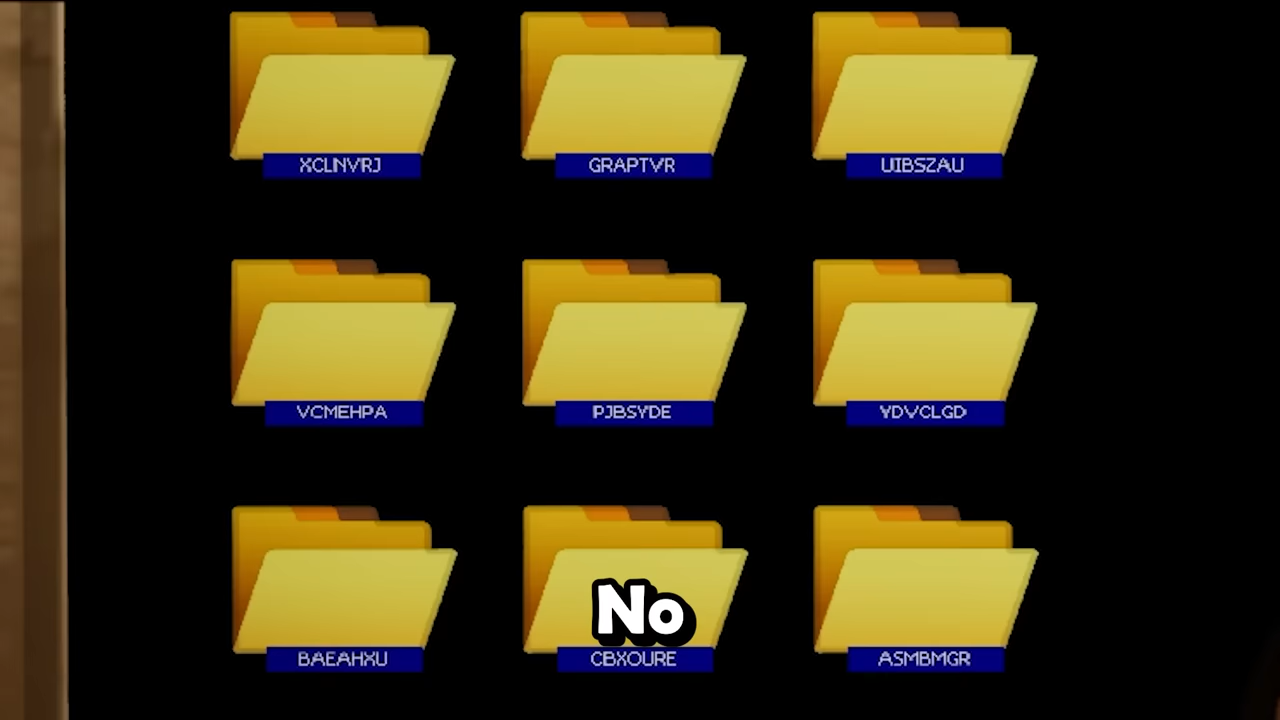 XCLNVRJ
GRAPTVR
UIBSZAU
VCMEHPA
PJBSYDE
YDVCLGD
BAEAHXU
No
CBXOURE
ASMBMGR